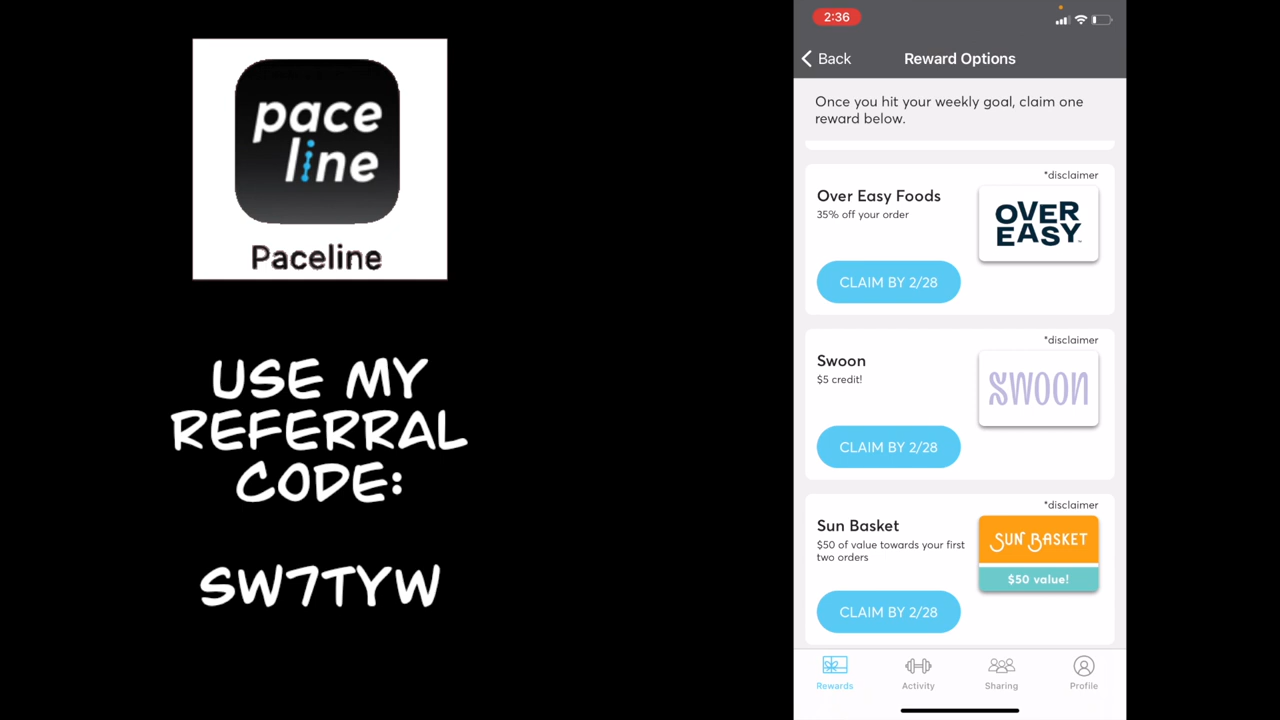 pace
line
Paceline
USE MY
REFERRAL
CODE:
SW7TYW
2:36
Back
Reward Options
Once you hit your weekly goal, claim one
reward below.
*disclaimer
Over Easy Foods
35% off your order
OVER
EASY™
CLAIM BY 2/28
*disclaimer
Swoon
$5 credit!
SWOON
CLAIM BY 2/28
*disclaimer
Sun Basket
$50 of value towards your first
two orders
SUN BASKET
$50 value!
CLAIM BY 2/28
Rewards
Activity
Sharing
Profile